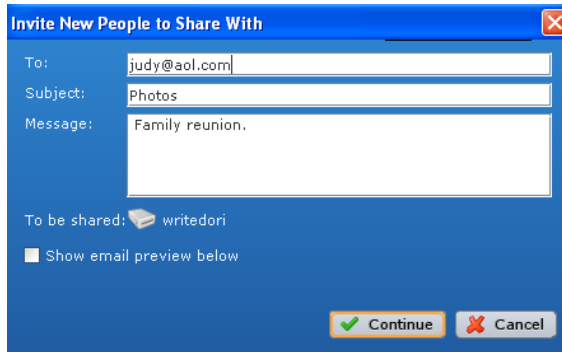 Invite New People to Share With
To: judy@aol.com
Subject: Photos
Message: Family reunion.
To be shared: writedori
Show email preview below
Continue Cancel